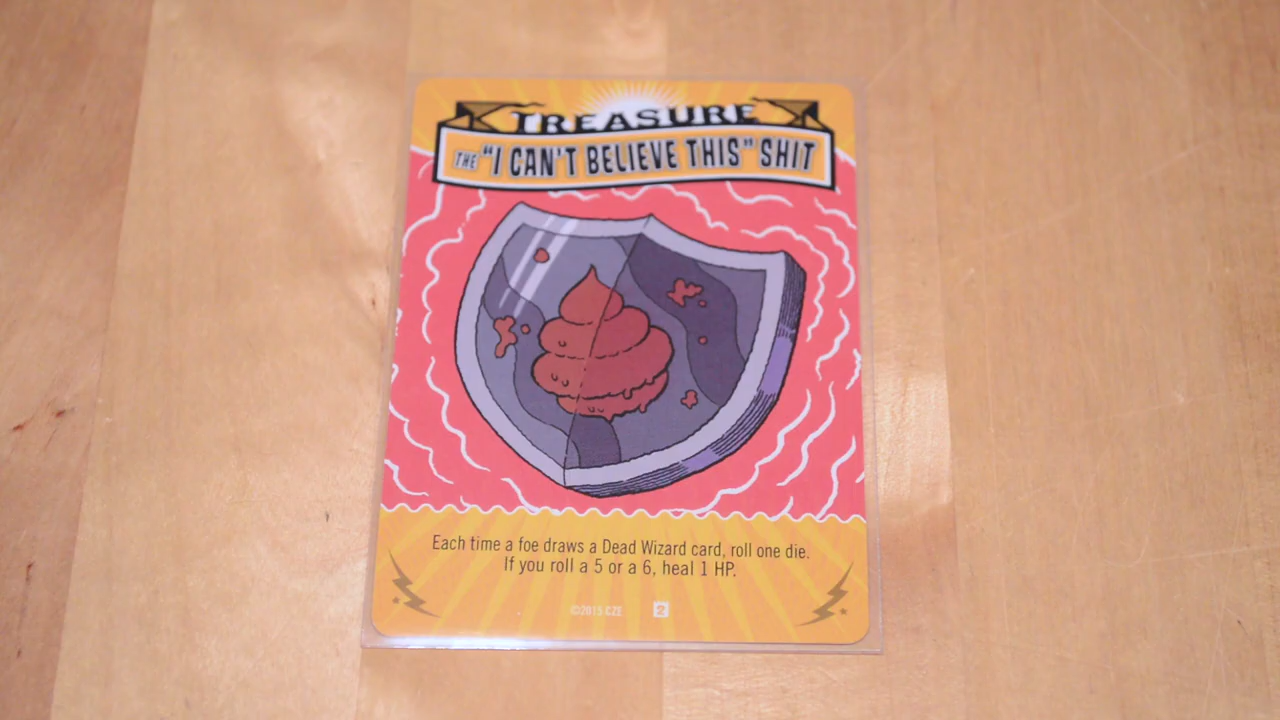 TREASURE
THE "I CAN'T BELIEVE THIS" SHIT
Each time a foe draws a Dead Wizard card, roll one die.
If you roll a 5 or a 6, heal 1 HP.
©2015 CZE 2